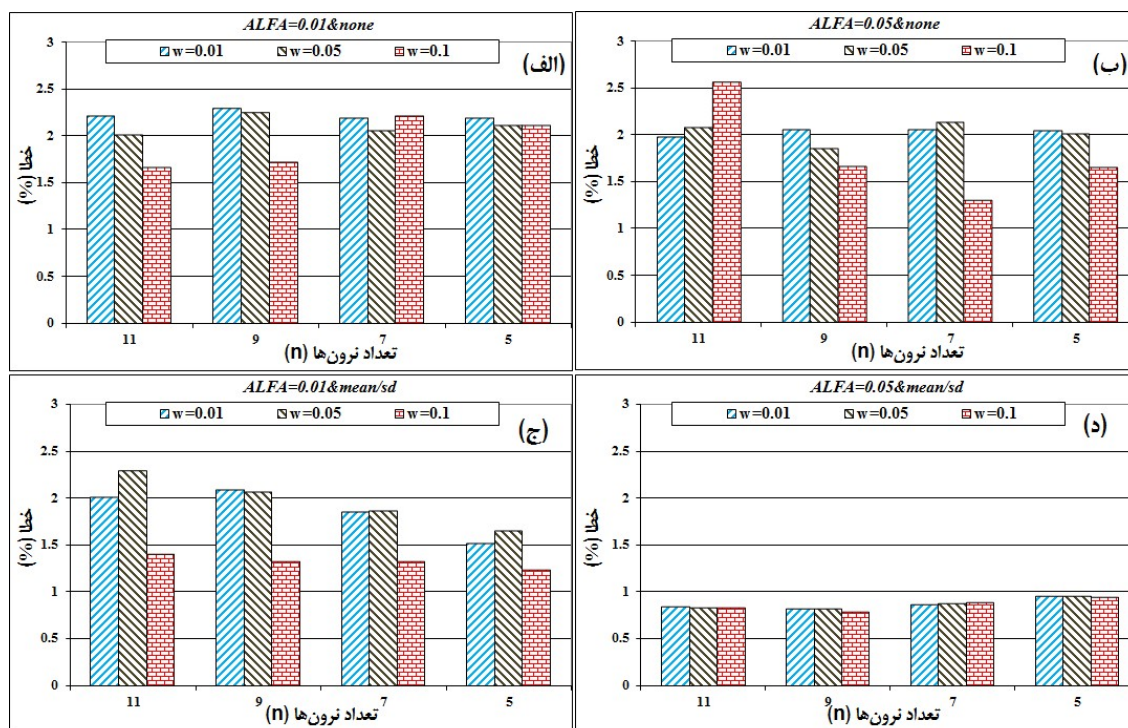 ALFA=0.01&none
w=0.01 w=0.05 w=0.1
(الف)
3
2.5
2
1.5
1
0.5
0
خطا (%)
11 9 7 5
تعداد نرون‌ها (n)
ALFA=0.05&none
w=0.01 w=0.05 w=0.1
(ب)
3
2.5
2
1.5
1
0.5
0
خطا (%)
11 9 7 5
تعداد نرون‌ها (n)
ALFA=0.01&mean/sd
w=0.01 w=0.05 w=0.1
(ج)
3
2.5
2
1.5
1
0.5
0
خطا (%)
11 9 7 5
تعداد نرون‌ها (n)
ALFA=0.05&mean/sd
w=0.01 w=0.05 w=0.1
(د)
3
2.5
2
1.5
1
0.5
0
خطا (%)
11 9 7 5
تعداد نرون‌ها (n)